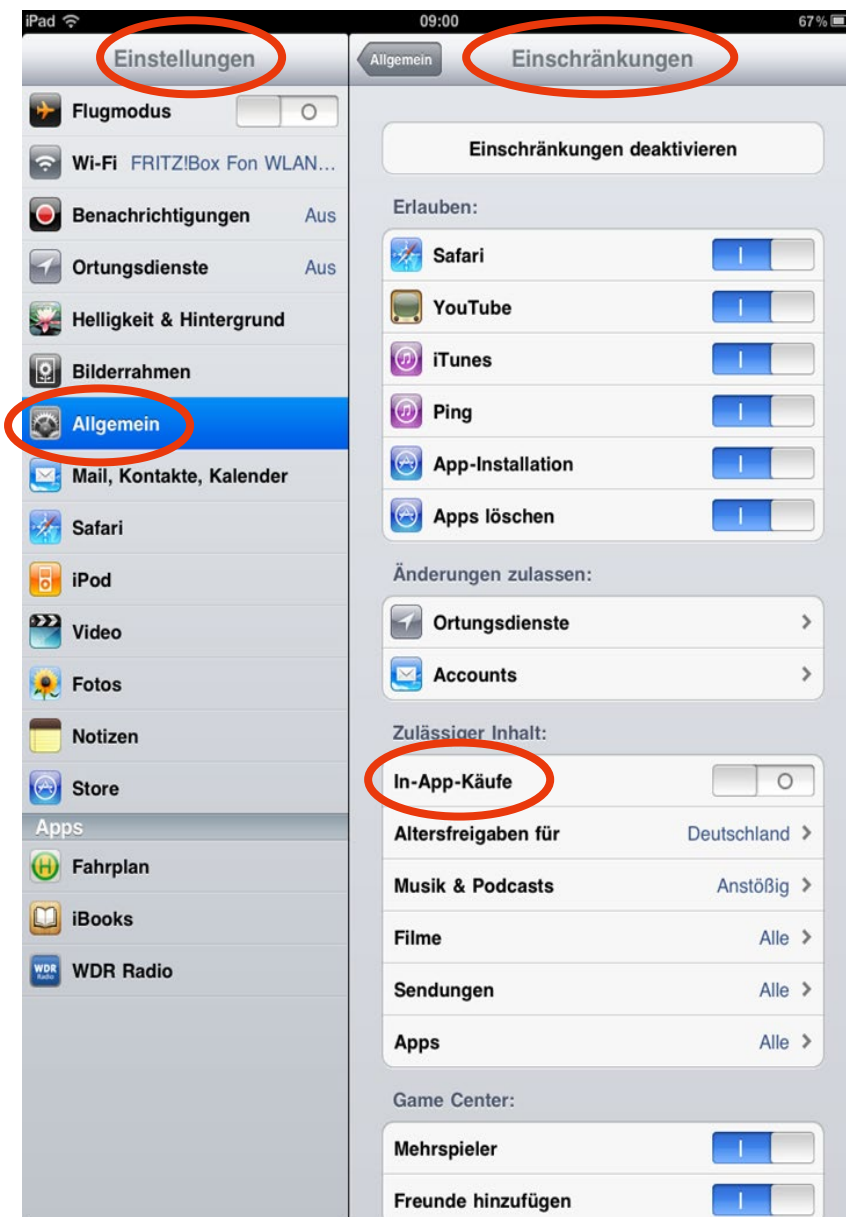 iPad 09:00 67 %
Einstellungen
Flugmodus O
Wi-Fi FRITZ!Box Fon WLAN...
Benachrichtigungen Aus
Ortungsdienste Aus
Helligkeit & Hintergrund
Bilderrahmen
Allgemein
Mail, Kontakte, Kalender
Safari
iPod
Video
Fotos
Notizen
Store
Apps
Fahrplan
iBooks
WDR Radio
Allgemein Einschränkungen
Einschränkungen deaktivieren
Erlauben:
Safari
YouTube
iTunes
Ping
App-Installation
Apps löschen
Änderungen zulassen:
Ortungsdienste
Accounts
Zulässiger Inhalt:
In-App-Käufe O
Altersfreigaben für Deutschland
Musik & Podcasts Anstößig
Filme Alle
Sendungen Alle
Apps Alle
Game Center:
Mehrspieler
Freunde hinzufügen